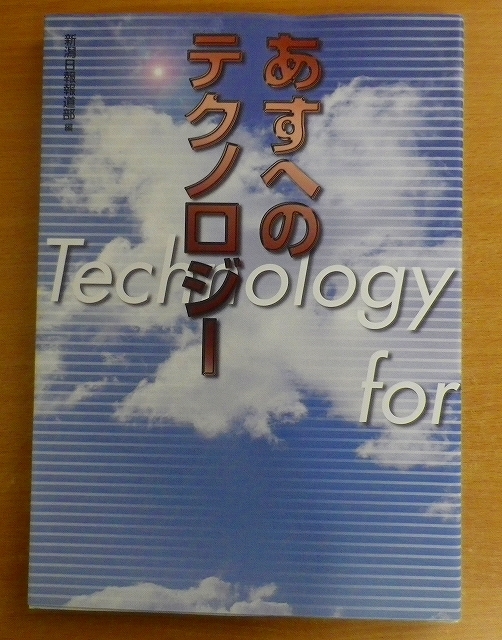 あすへの
テクノロジー
新潟日報報道部 編
Technology
for